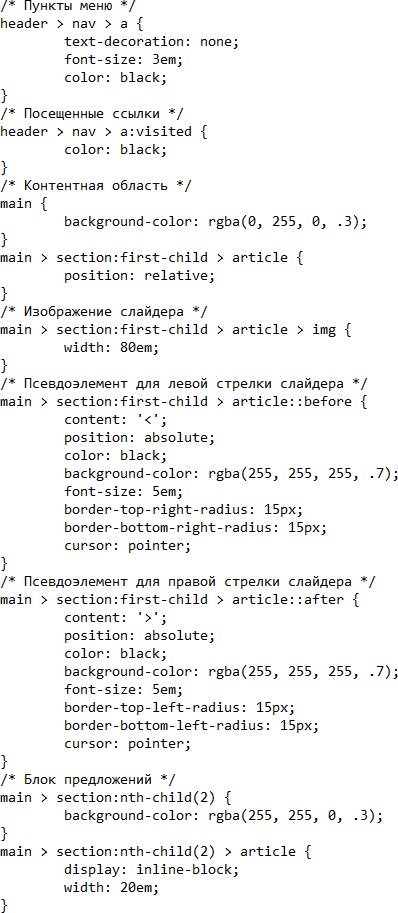 /* Пункты меню */
header > nav > a {
        text-decoration: none;
        font-size: 3em;
        color: black;
}
/* Посещенные ссылки */
header > nav > a:visited {
        color: black;
}
/* Контентная область */
main {
        background-color: rgba(0, 255, 0, .3);
}
main > section:first-child > article {
        position: relative;
}
/* Изображение слайдера */
main > section:first-child > article > img {
        width: 80em;
}
/* Псевдоэлемент для левой стрелки слайдера */
main > section:first-child > article::before {
        content: '<';
        position: absolute;
        color: black;
        background-color: rgba(255, 255, 255, .7);
        font-size: 5em;
        border-top-right-radius: 15px;
        border-bottom-right-radius: 15px;
        cursor: pointer;
}
/* Псевдоэлемент для правой стрелки слайдера */
main > section:first-child > article::after {
        content: '>';
        position: absolute;
        color: black;
        background-color: rgba(255, 255, 255, .7);
        font-size: 5em;
        border-top-left-radius: 15px;
        border-bottom-left-radius: 15px;
        cursor: pointer;
}
/* Блок предложений */
main > section:nth-child(2) {
        background-color: rgba(255, 255, 0, .3);
}
main > section:nth-child(2) > article {
        display: inline-block;
        width: 20em;
}